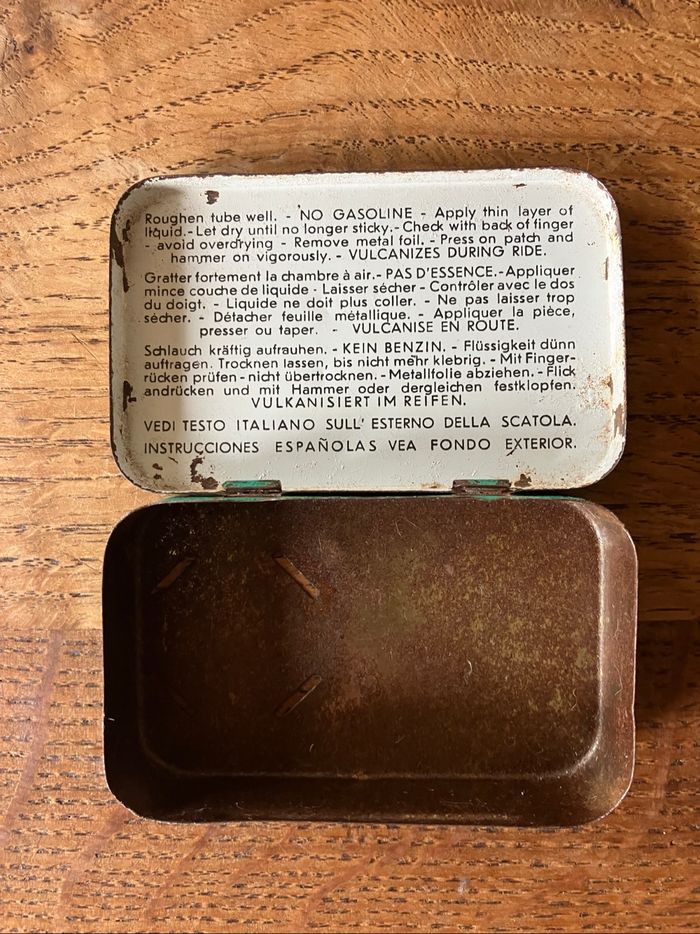 Roughen tube well. - NO GASOLINE - Apply thin layer of
liquid.- Let dry until no longer sticky.- Check with back of finger
- avoid overdrying - Remove metal foil. - Press on patch and
hammer on vigorously. - VULCANIZES DURING RIDE.
Gratter fortement la chambre à air.- PAS D'ESSENCE.- Appliquer
mince couche de liquide - Laisser sécher - Contrôler avec le dos
du doigt. - Liquide ne doit plus coller. - Ne pas laisser trop
sécher. - Détacher feuille métallique. - Appliquer la pièce,
presser ou taper. - VULCANISE EN ROUTE.
Schlauch kräftig aufrauhen. - KEIN BENZIN. - Flüssigkeit dünn
auftragen. Trocknen lassen, bis nicht mehr klebrig. - Mit Finger-
rücken prüfen - nicht übertrocknen. - Metallfolie abziehen. - Flick
andrücken und mit Hammer oder dergleichen festklopfen.
VULKANISIERT IM REIFEN.
VEDI TESTO ITALIANO SULL' ESTERNO DELLA SCATOLA.
INSTRUCCIONES ESPAÑOLAS VEA FONDO EXTERIOR.